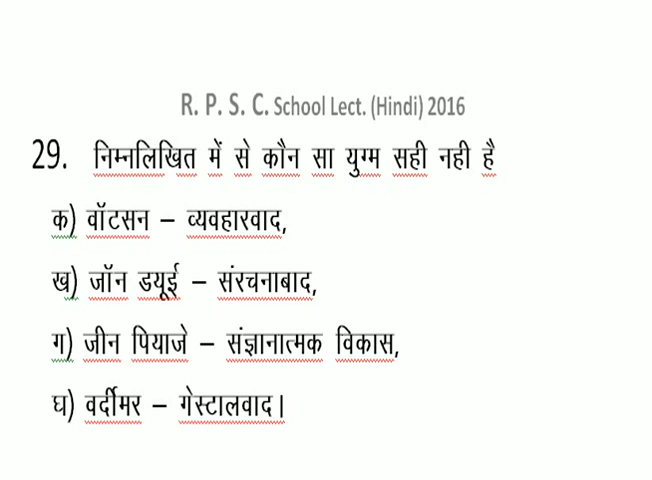 R. P. S. C. School Lect. (Hindi) 2016
29. निम्नलिखित में से कौन सा युग्म सही नही है
क) वॉटसन – व्यवहारवाद,
ख) जॉन डयूई – संरचनाबाद,
ग) जीन पियाजे – संज्ञानात्मक विकास,
घ) वर्दीमर – गेस्टालवाद।